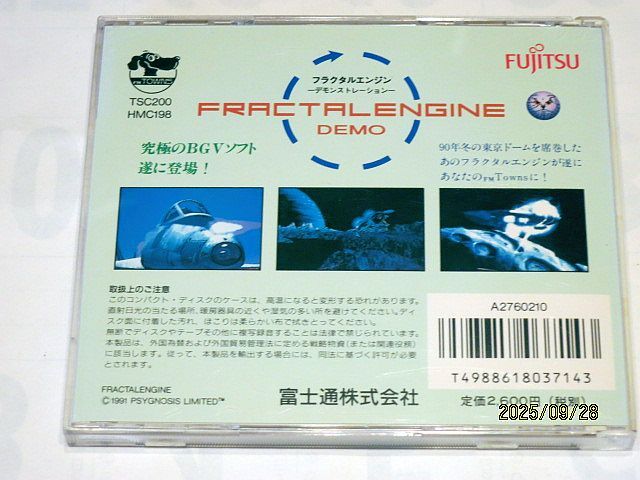 FM TOWNS
TSC200
HMC198
フラクタルエンジン
ーデモンストレーションー
FRACTALENGINE
DEMO
FUJITSU
究極のBGVソフト
遂に登場!
90年冬の東京ドームを席巻した
あのフラクタルエンジンが遂に
あなたのFMTownsに!
取扱上のご注意
このコンパクト・ディスクのケースは、高温になると変形する恐れがあります。
直射日光の当たる場所、暖房器具の近くや湿気の多い所を避けてください。ディ
スク面に付着した汚れ、ほこりは柔らかい布で拭きとってください。
無断でディスクやテープその他に複写録音することは法律で禁じられています。
本製品は、外国為替および外国貿易管理法に定める戦略物資(または関連役務)
に該当します。従って、本製品を輸出する場合には、同法に基づく許可が必要
とされます。
FRACTALENGINE
©1991 PSYGNOSIS LIMITED™
富士通株式会社
A2760210
T4988618037143
定価2,600円(税別)
2025/09/28